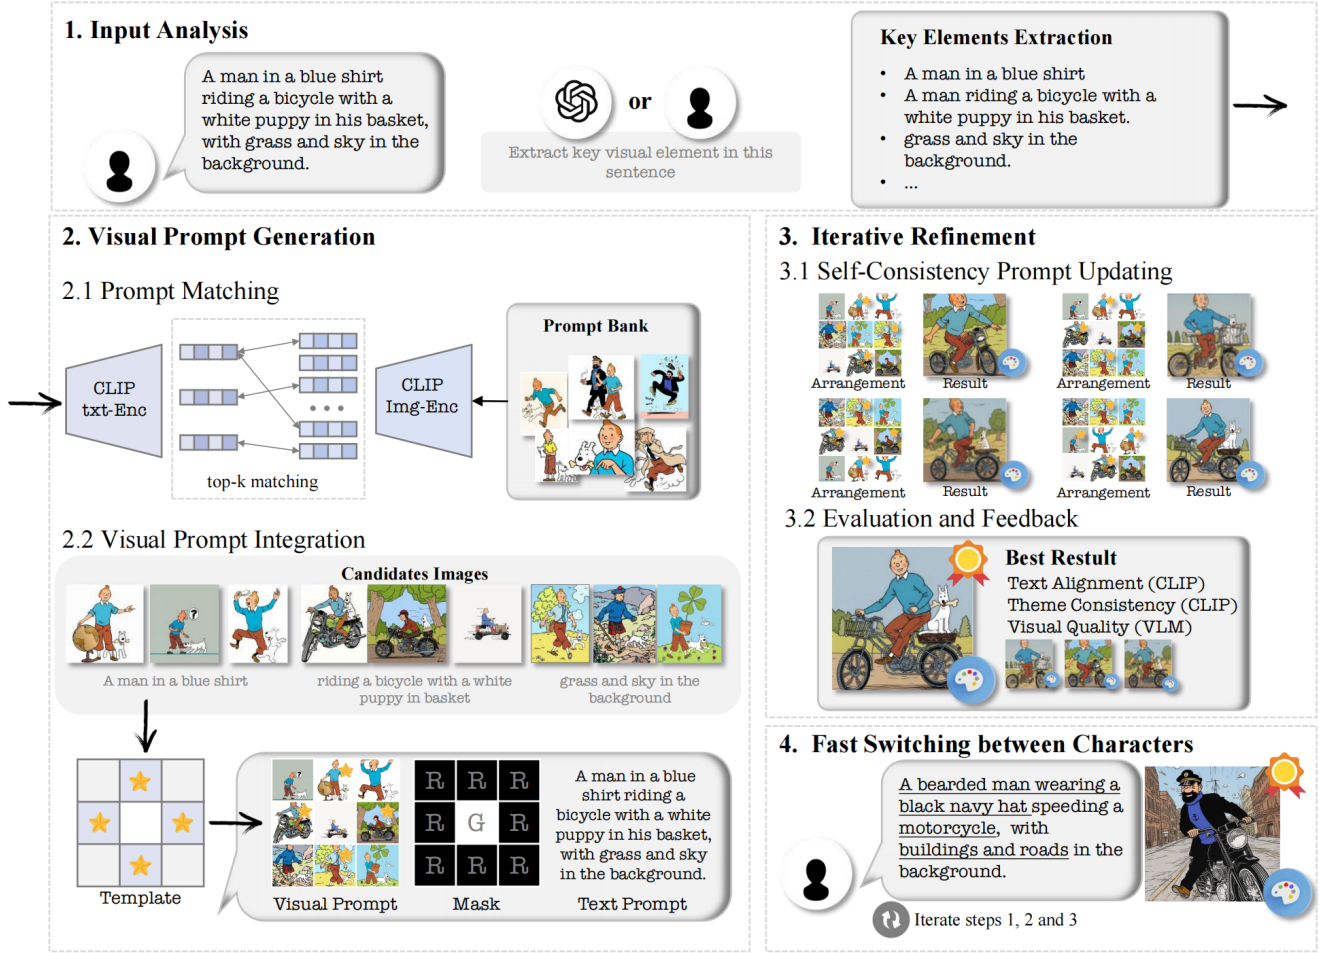 1. Input Analysis
A man in a blue shirt
riding a bicycle with a
white puppy in his basket,
with grass and sky in the
background.
or
Extract key visual element in this
sentence
Key Elements Extraction
• A man in a blue shirt
• A man riding a bicycle with a
white puppy in his basket.
• grass and sky in the
background.
• ...
2. Visual Prompt Generation
2.1 Prompt Matching
CLIP
txt-Enc
top-k matching
CLIP
Img-Enc
Prompt Bank
2.2 Visual Prompt Integration
Candidates Images
?
A man in a blue shirt
riding a bicycle with a white
puppy in basket
grass and sky in the
background
Template
?
Visual Prompt
R R R
R G R
R R R
Mask
A man in a blue
shirt riding a
bicycle with a white
puppy in his basket,
with grass and sky
in the background.
Text Prompt
3. Iterative Refinement
3.1 Self-Consistency Prompt Updating
Arrangement Result Arrangement Result
Arrangement Result Arrangement Result
3.2 Evaluation and Feedback
Best Restult
Text Alignment (CLIP)
Theme Consistency (CLIP)
Visual Quality (VLM)
4. Fast Switching between Characters
A bearded man wearing a
black navy hat speeding a
motorcycle, with
buildings and roads in the
background.
Iterate steps 1, 2 and 3